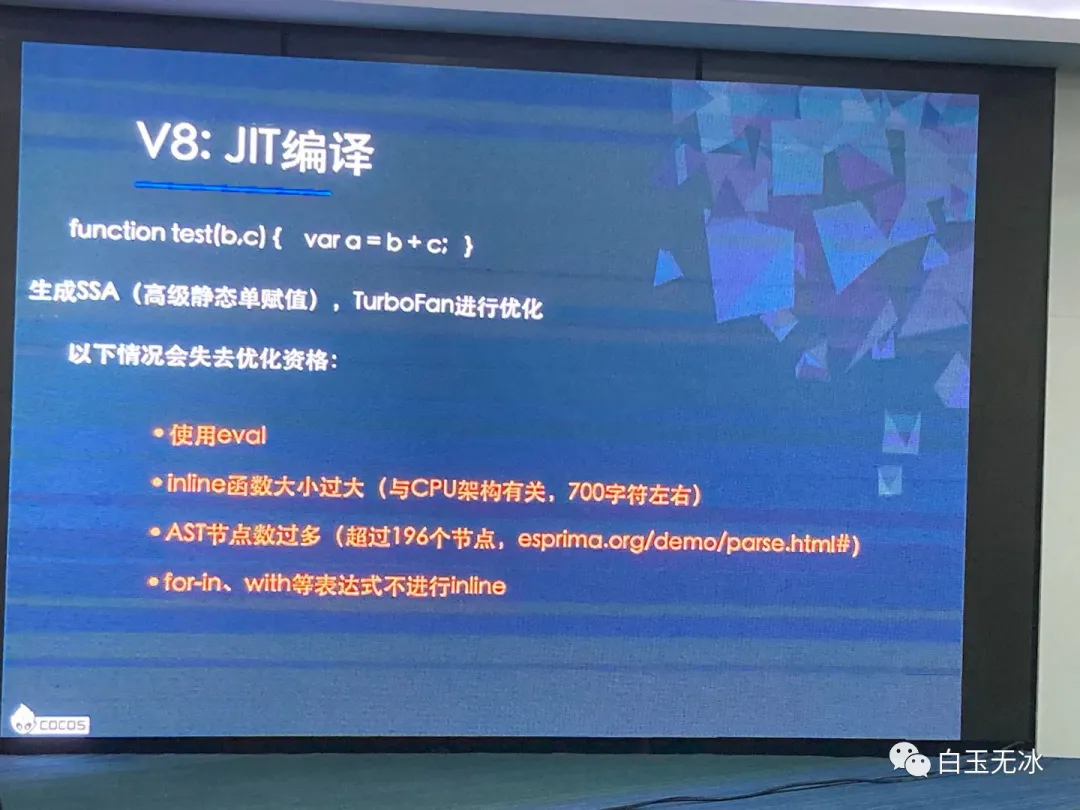 V8: JIT编译
function test(b,c) { var a = b + c; }
生成SSA（高级静态单赋值）, TurboFan进行优化
以下情况会失去优化资格:
• 使用eval
• inline函数大小过大（与CPU架构有关, 700字符左右）
• AST节点数过多（超过196个节点, esprima.org/demo/parse.html#）
• for-in、with等表达式不进行inline
COCOS
白玉无冰